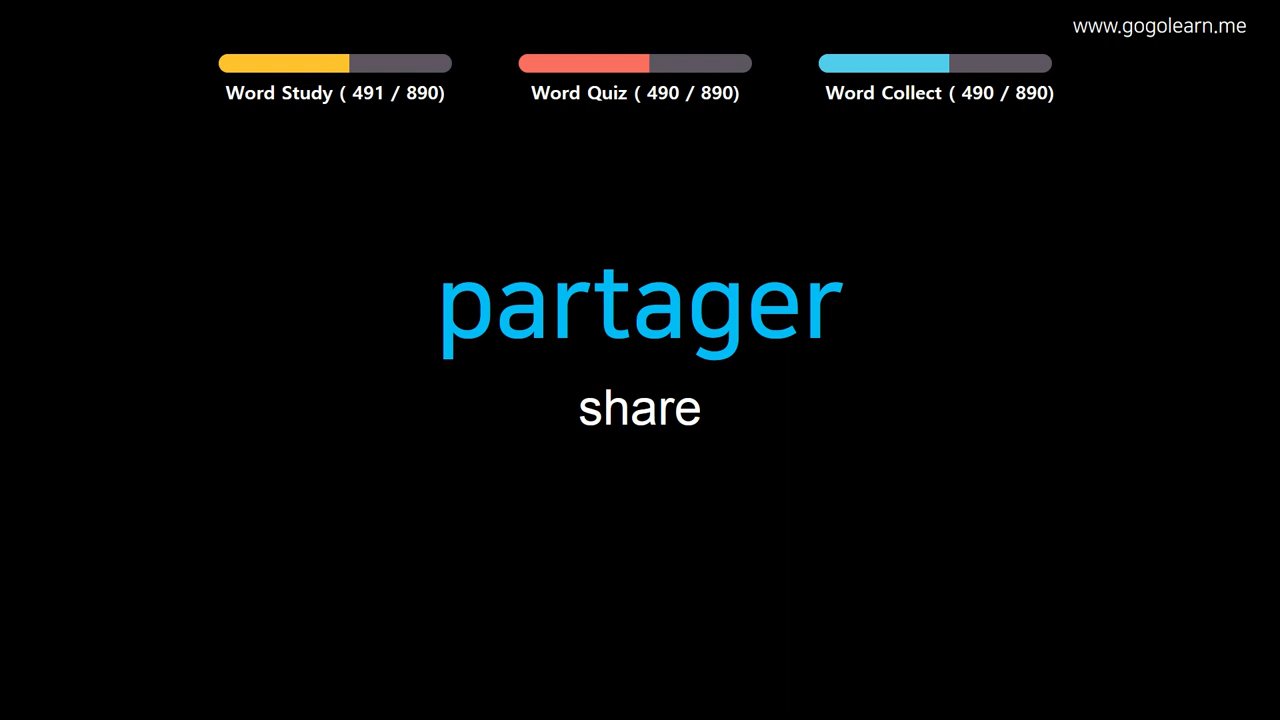 www.gogolearn.me
Word Study ( 491 / 890)
Word Quiz ( 490 / 890)
Word Collect ( 490 / 890)
partager
share